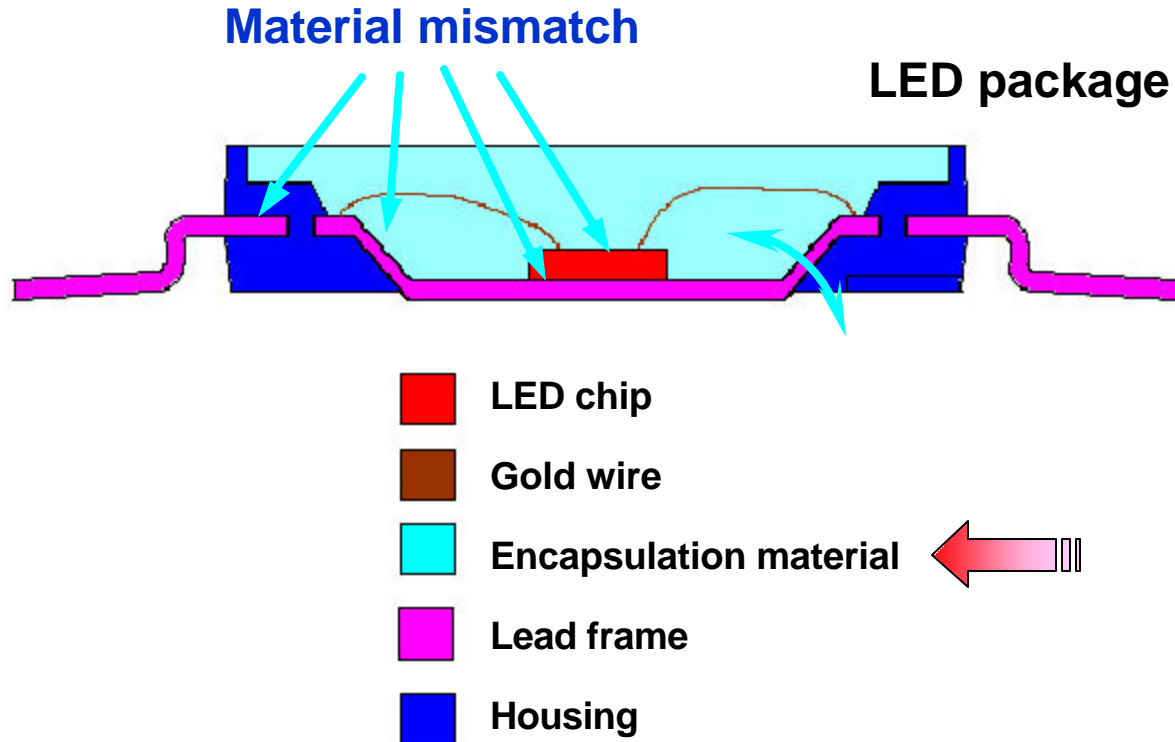 Material mismatch
LED package
LED chip
Gold wire
Encapsulation material
Lead frame
Housing